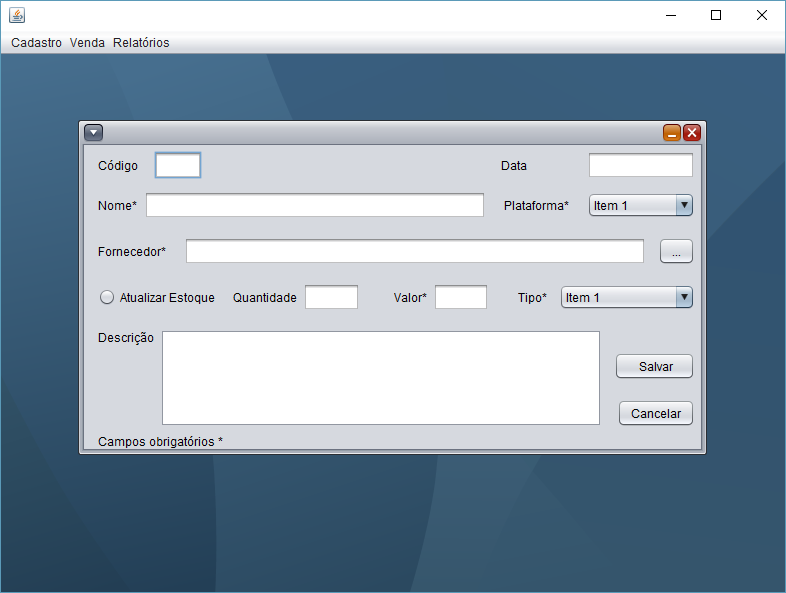 Cadastro Venda Relatórios
Código Data
Nome* Plataforma* Item 1
Fornecedor* ...
Atualizar Estoque Quantidade Valor* Tipo* Item 1
Descrição
Salvar
Cancelar
Campos obrigatórios *